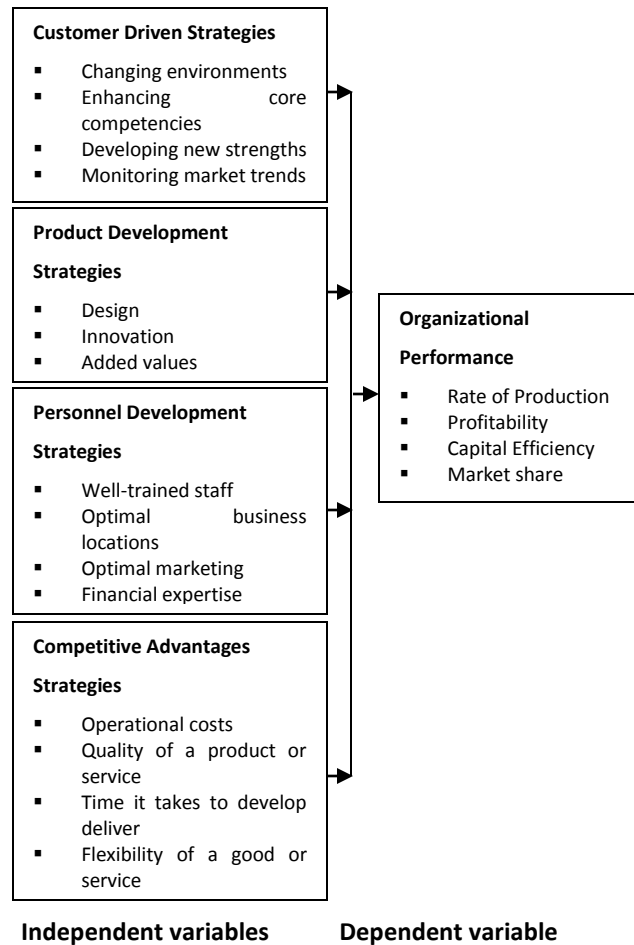 Customer Driven Strategies
▪ Changing environments
▪ Enhancing core
competencies
▪ Developing new strengths
▪ Monitoring market trends
Product Development
Strategies
▪ Design
▪ Innovation
▪ Added values
Personnel Development
Strategies
▪ Well-trained staff
▪ Optimal business
locations
▪ Optimal marketing
▪ Financial expertise
Competitive Advantages
Strategies
▪ Operational costs
▪ Quality of a product or
service
▪ Time it takes to develop
deliver
▪ Flexibility of a good or
service
Organizational
Performance
▪ Rate of Production
▪ Profitability
▪ Capital Efficiency
▪ Market share
Independent variables
Dependent variable